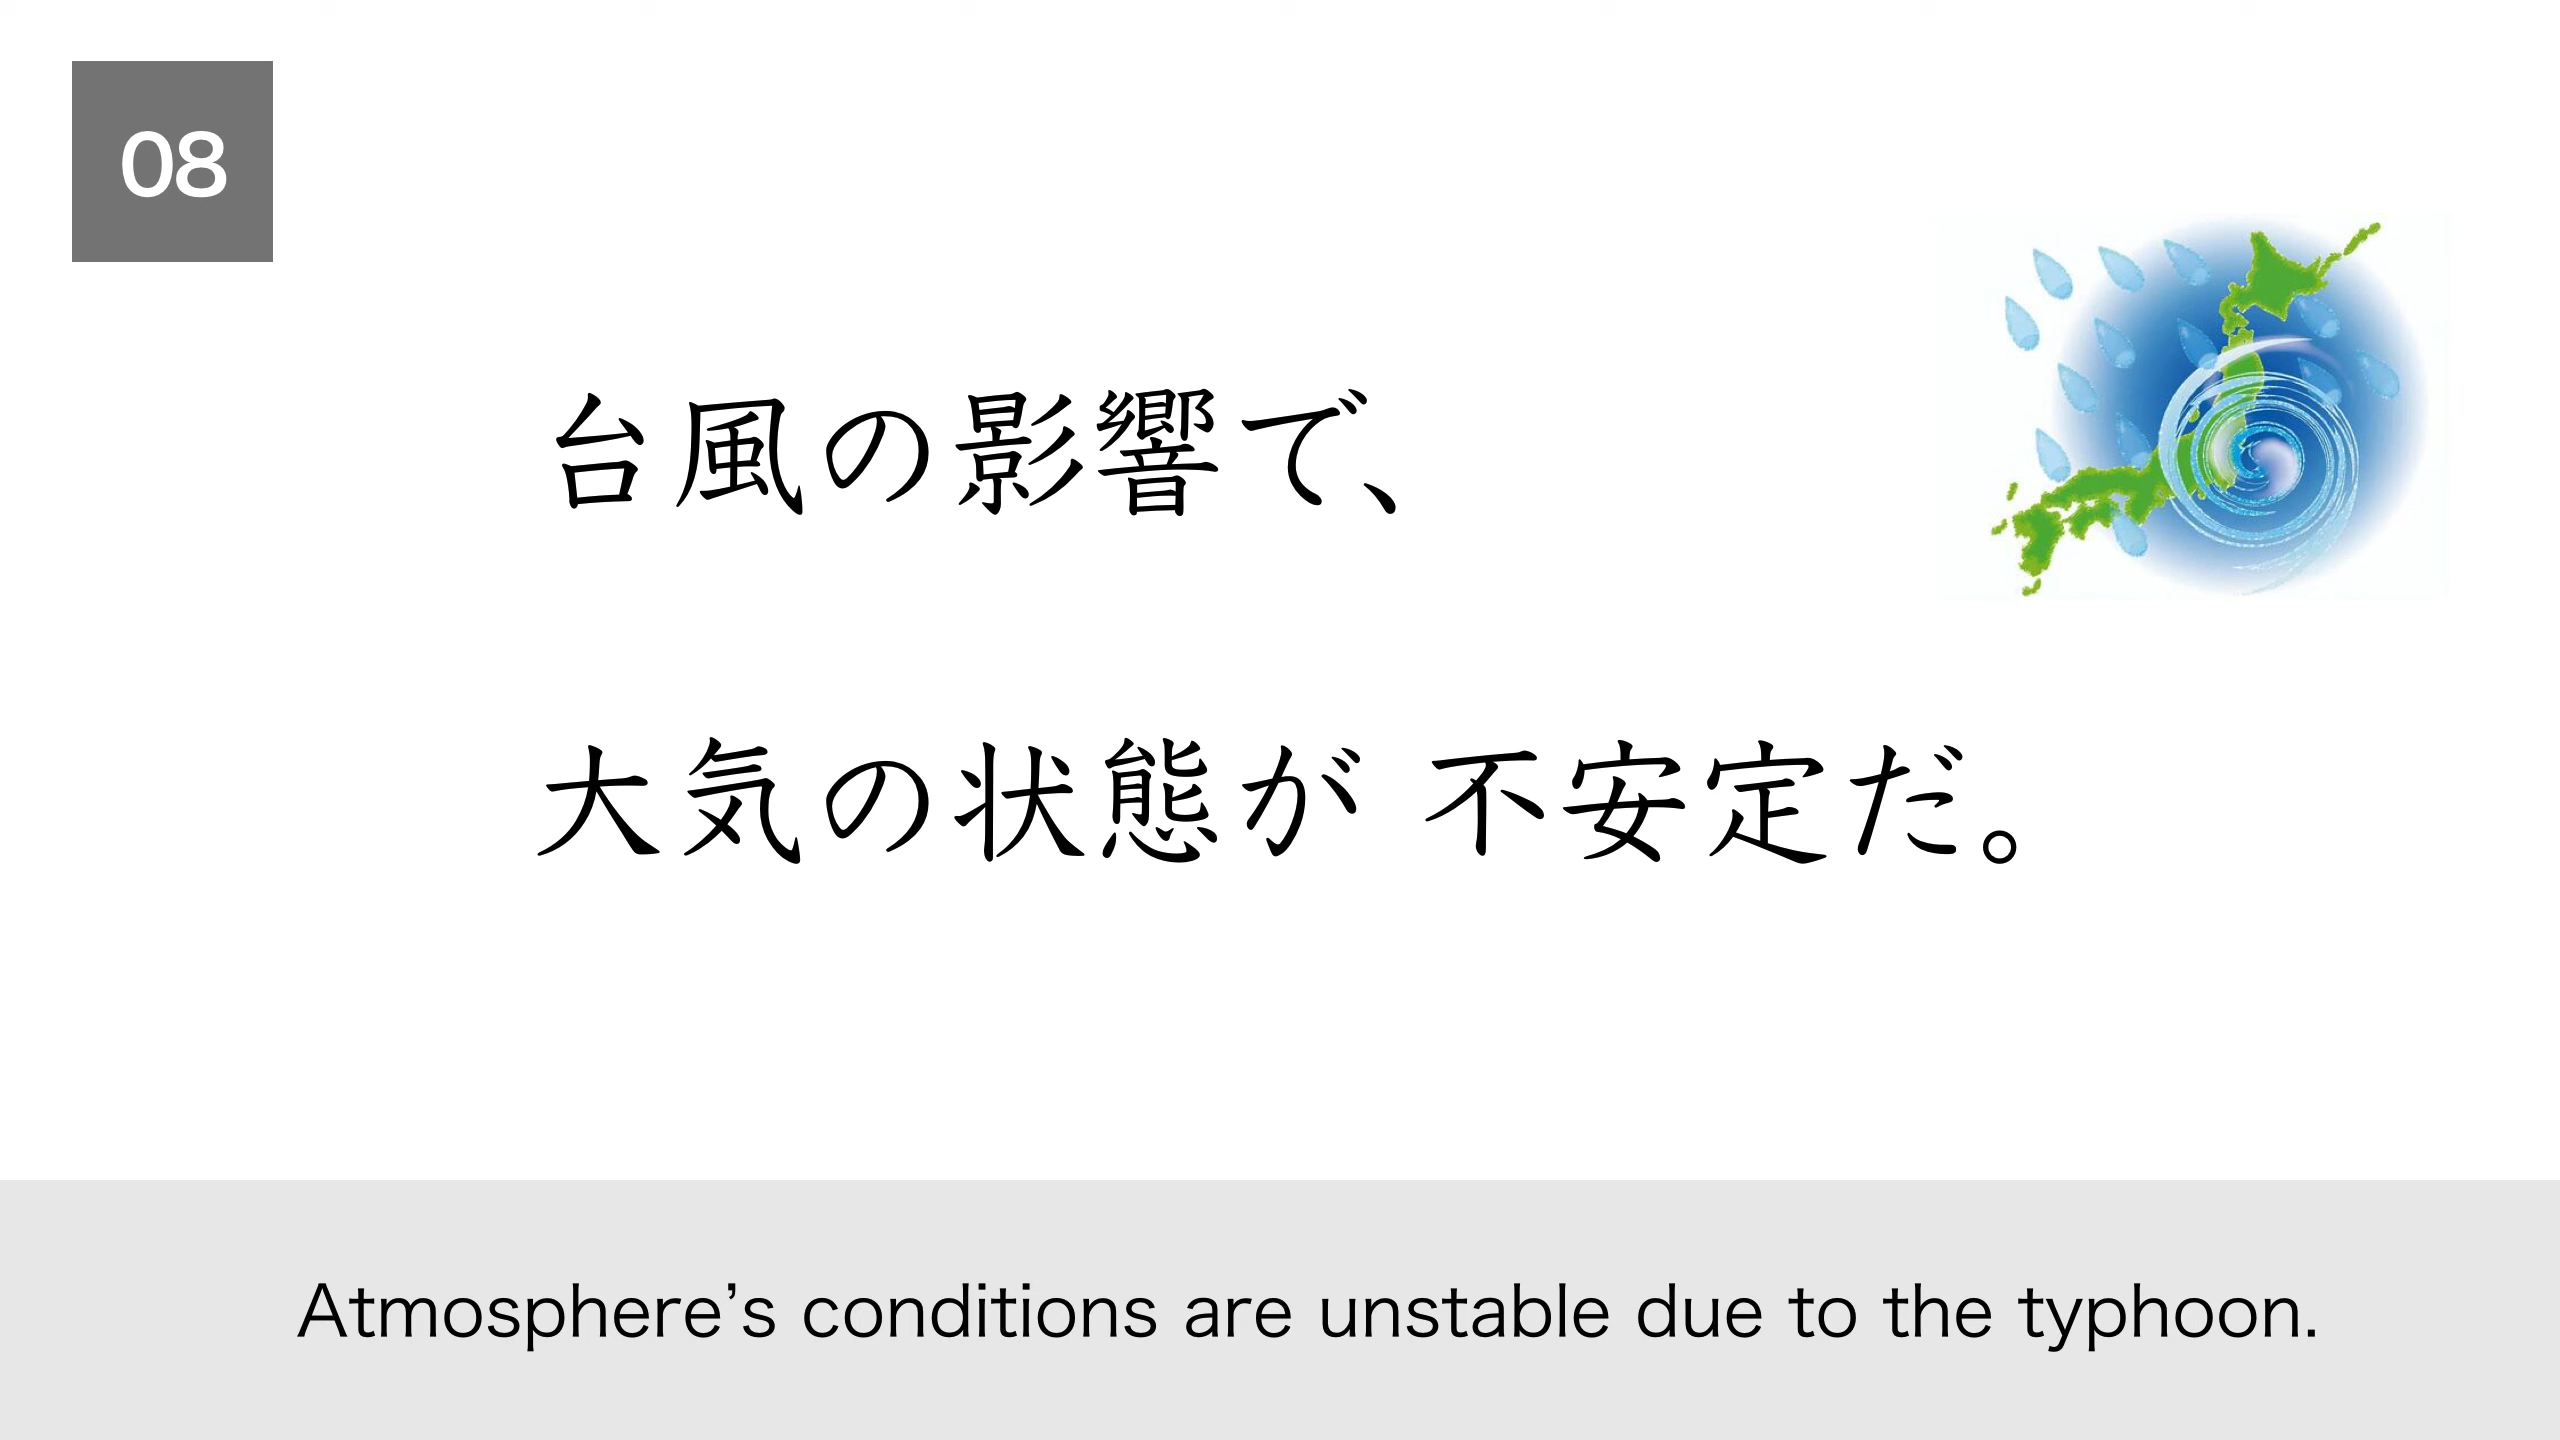 08
台風の影響で、
大気の状態が 不安定だ。
Atmosphere’s conditions are unstable due to the typhoon.